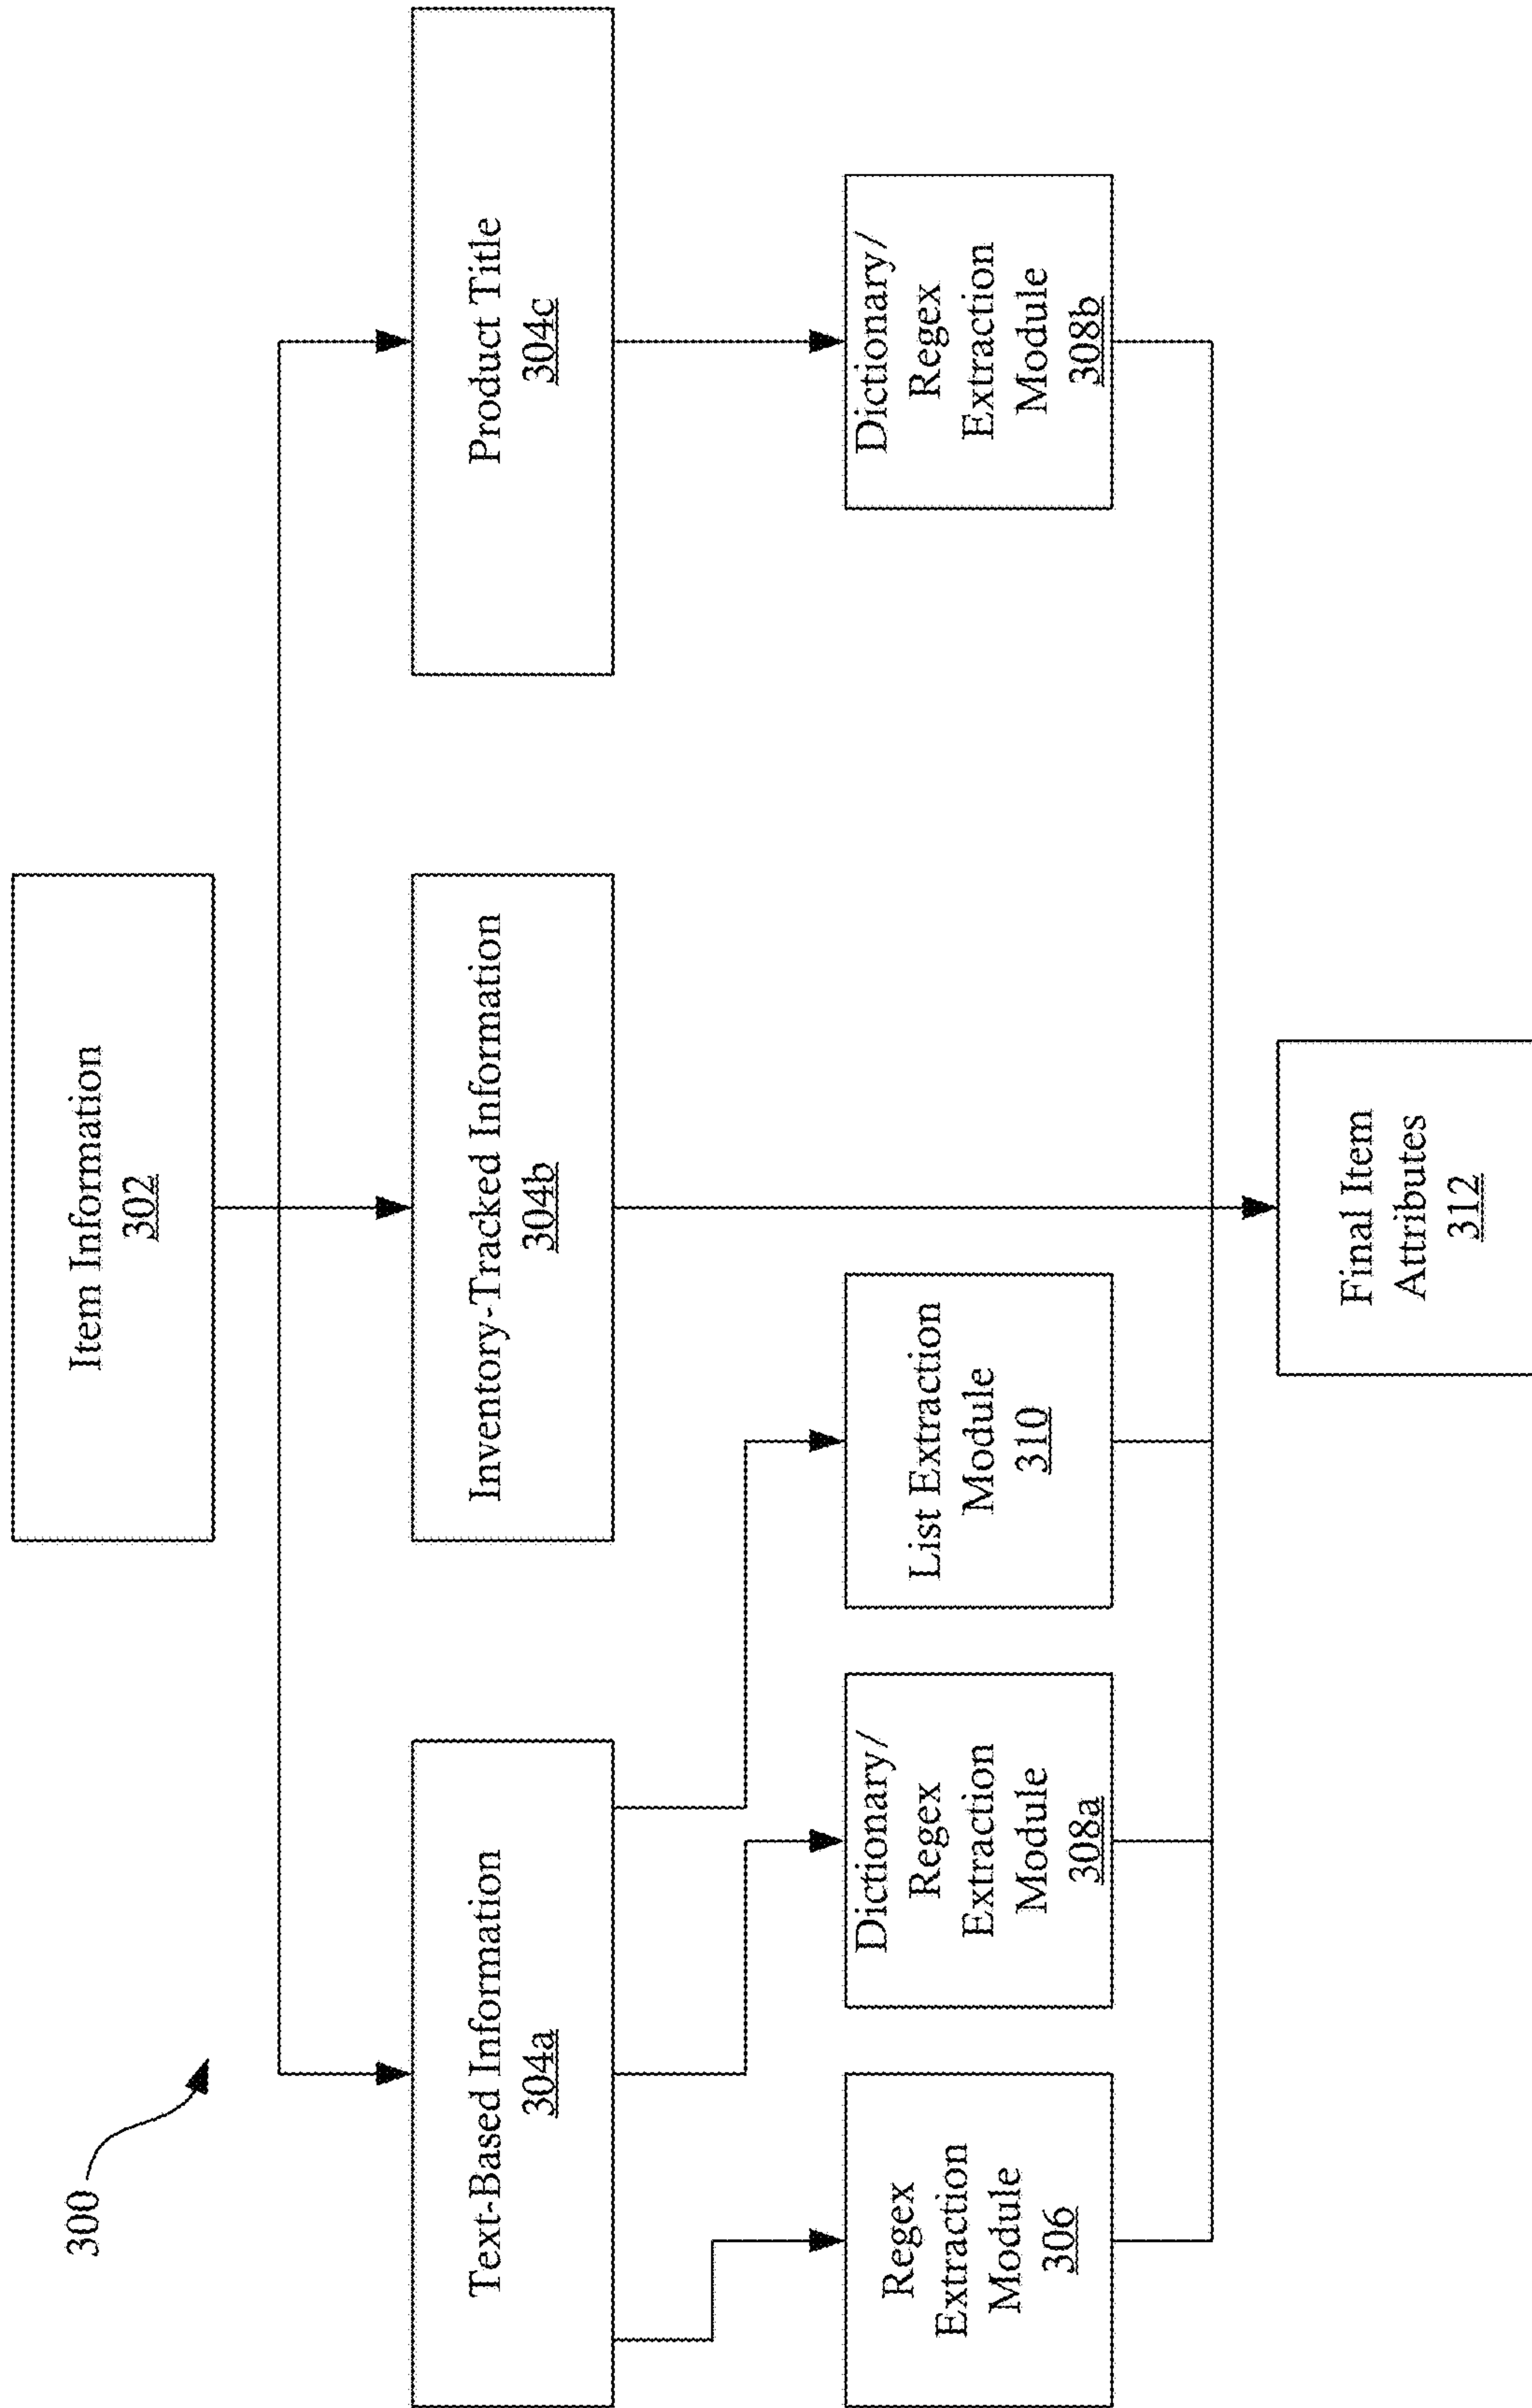 300
Item Information
302
Text-Based Information
304a
Inventory-Tracked Information
304b
Product Title
304c
Regex
Extraction
Module
306
Dictionary/
Regex
Extraction
Module
308a
List Extraction
Module
310
Dictionary/
Regex
Extraction
Module
308b
Final Item
Attributes
312